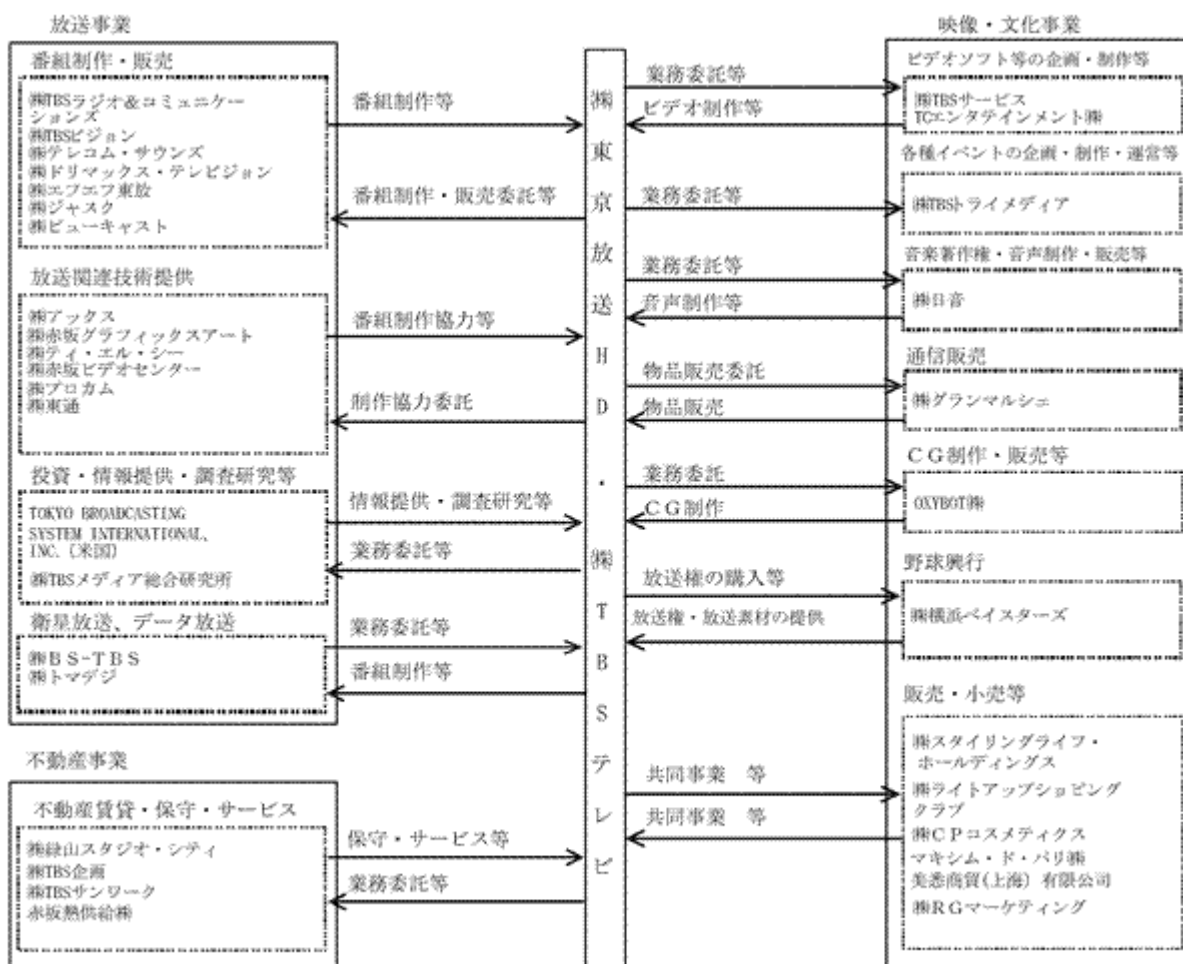 放送事業
番組制作・販売
㈱TBSラジオ&コミュニケー
ションズ
㈱TBSビジョン
㈱テレコム・サウンズ
㈱ドリマックス・テレビジョン
㈱エフエフ東放
㈱ジャスク
㈱ビューキャスト
放送関連技術提供
㈱アックス
㈱赤坂グラフィックスアート
㈱ティ・エル・シー
㈱赤坂ビデオセンター
㈱プロカム
㈱東通
投資・情報提供・調査研究等
TOKYO BROADCASTING
SYSTEM INTERNATIONAL,
INC.(米国)
㈱TBSメディア総合研究所
衛星放送、データ放送
㈱BS-TBS
㈱トマデジ
不動産事業
不動産賃貸・保守・サービス
㈱緑山スタジオ・シティ
㈱TBS企画
㈱TBSサンワーク
赤坂熱供給㈱
番組制作等
番組制作・販売委託等
番組制作協力等
制作協力委託
情報提供・調査研究等
業務委託等
業務委託等
番組制作等
保守・サービス等
業務委託等
㈱東京放送HD・㈱TBSテレビ
業務委託等
ビデオ制作等
業務委託等
業務委託等
音声制作等
物品販売委託
物品販売
業務委託
CG制作
放送権の購入等
放送権・放送素材の提供
共同事業 等
共同事業 等
映像・文化事業
ビデオソフト等の企画・制作等
㈱TBSサービス
TCエンタテインメント㈱
各種イベントの企画・制作・運営等
㈱TBSトライメディア
音楽著作権・音声制作・販売等
㈱日音
通信販売
㈱グランマルシェ
CG制作・販売等
OXYBOT㈱
野球興行
㈱横浜ベイスターズ
販売・小売等
㈱スタイリングライフ・
ホールディングス
㈱ライトアップショッピング
クラブ
㈱CPコスメティクス
マキシム・ド・パリ㈱
美悉商貿(上海)有限公司
㈱RGマーケティング